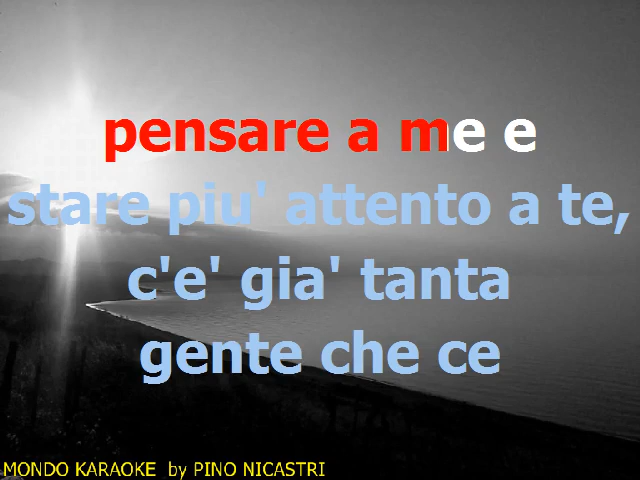 pensare a me e
stare piu' attento a te,
c'e' gia' tanta
gente che ce
MONDO KARAOKE by PINO NICASTRI